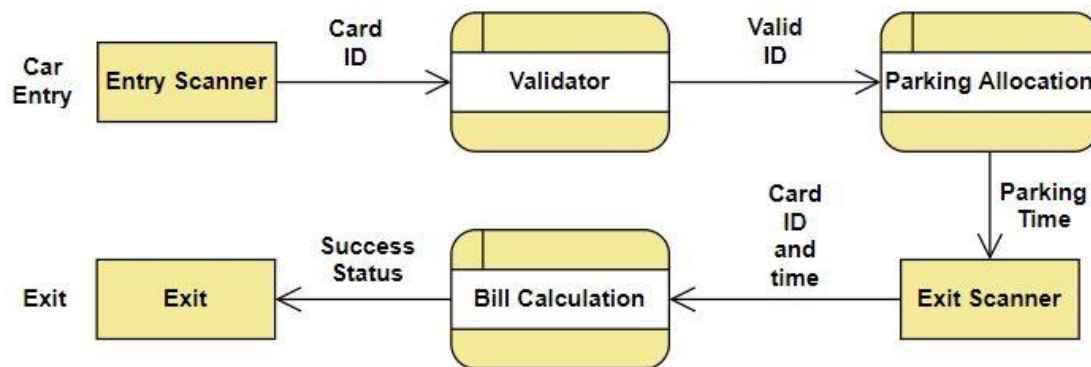 Car
Entry
Entry Scanner
Card
ID
Validator
Valid
ID
Parking Allocation
Parking
Time
Exit Scanner
Card
ID
and
time
Bill Calculation
Success
Status
Exit
Exit